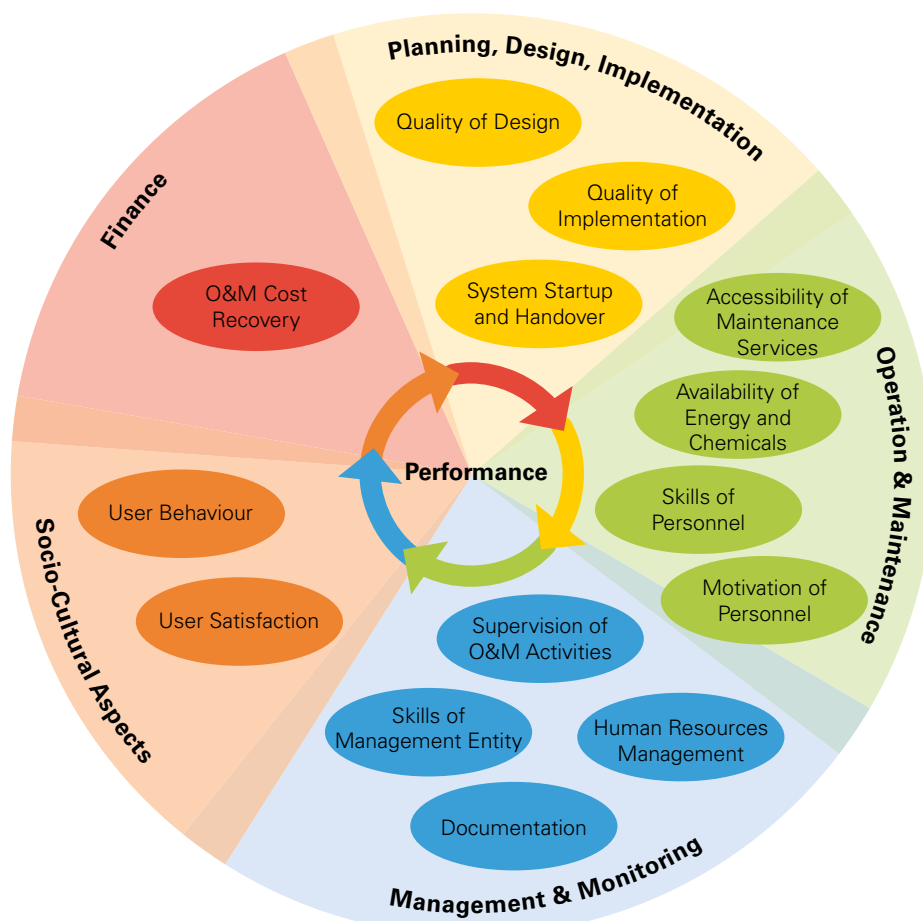 Planning, Design, Implementation
Quality of Design
Quality of
Implementation
System Startup
and Handover
Finance
O&M Cost
Recovery
Operation & Maintenance
Accessibility of
Maintenance
Services
Availability of
Energy and
Chemicals
Skills of
Personnel
Motivation of
Personnel
Performance
Socio-Cultural Aspects
User Behaviour
User Satisfaction
Supervision of
O&M Activities
Skills of
Management Entity
Human Resources
Management
Documentation
Management & Monitoring